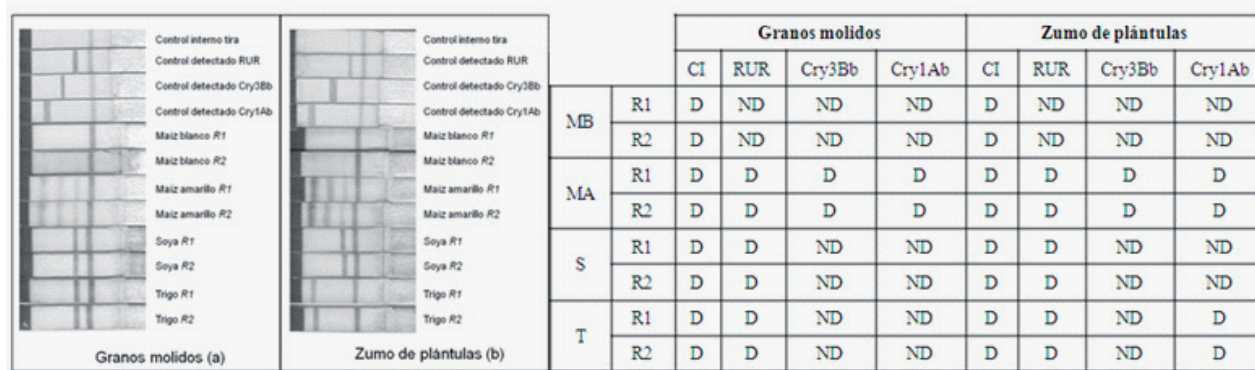 Control interno tira
Control detectado RUR
Control detectado Cry3Bb
Control detectado Cry1Ab
Maiz blanco R1
Maiz blanco R2
Maiz amarillo R1
Maiz amarillo R2
Soya R1
Soya R2
Trigo R1
Trigo R2
Granos molidos (a)
Control interno tira
Control detectado RUR
Control detectado Cry3Bb
Control detectado Cry1Ab
Maiz blanco R1
Maiz blanco R2
Maiz amarillo R1
Maiz amarillo R2
Soya R1
Soya R2
Trigo R1
Trigo R2
Zumo de plántulas (b)
Granos molidos Zumo de plántulas
CI RUR Cry3Bb Cry1Ab CI RUR Cry3Bb Cry1Ab
MB
R1 D ND ND ND D ND ND ND
R2 D ND ND ND D ND ND ND
MA
R1 D D D D D D D D
R2 D D D D D D D D
S
R1 D D ND ND D D ND ND
R2 D D ND ND D D ND ND
T
R1 D D ND ND D D ND D
R2 D D ND ND D D ND D